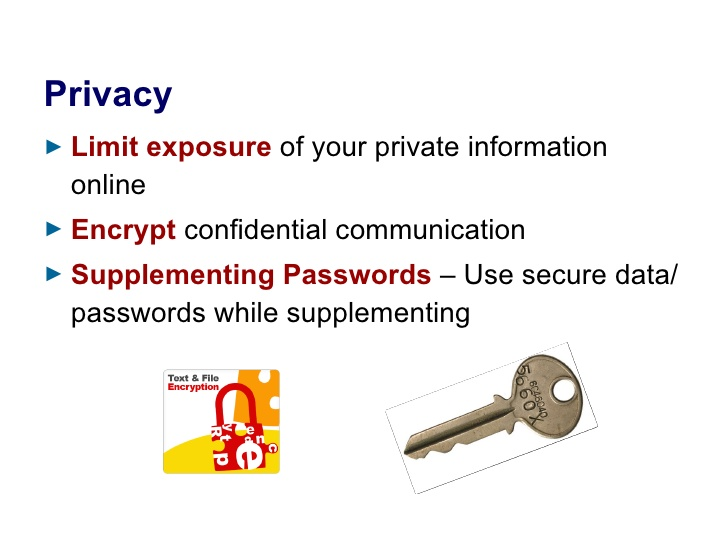 Privacy
► Limit exposure of your private information
online
► Encrypt confidential communication
► Supplementing Passwords – Use secure data/
passwords while supplementing
Text & File
Encryption
5660X